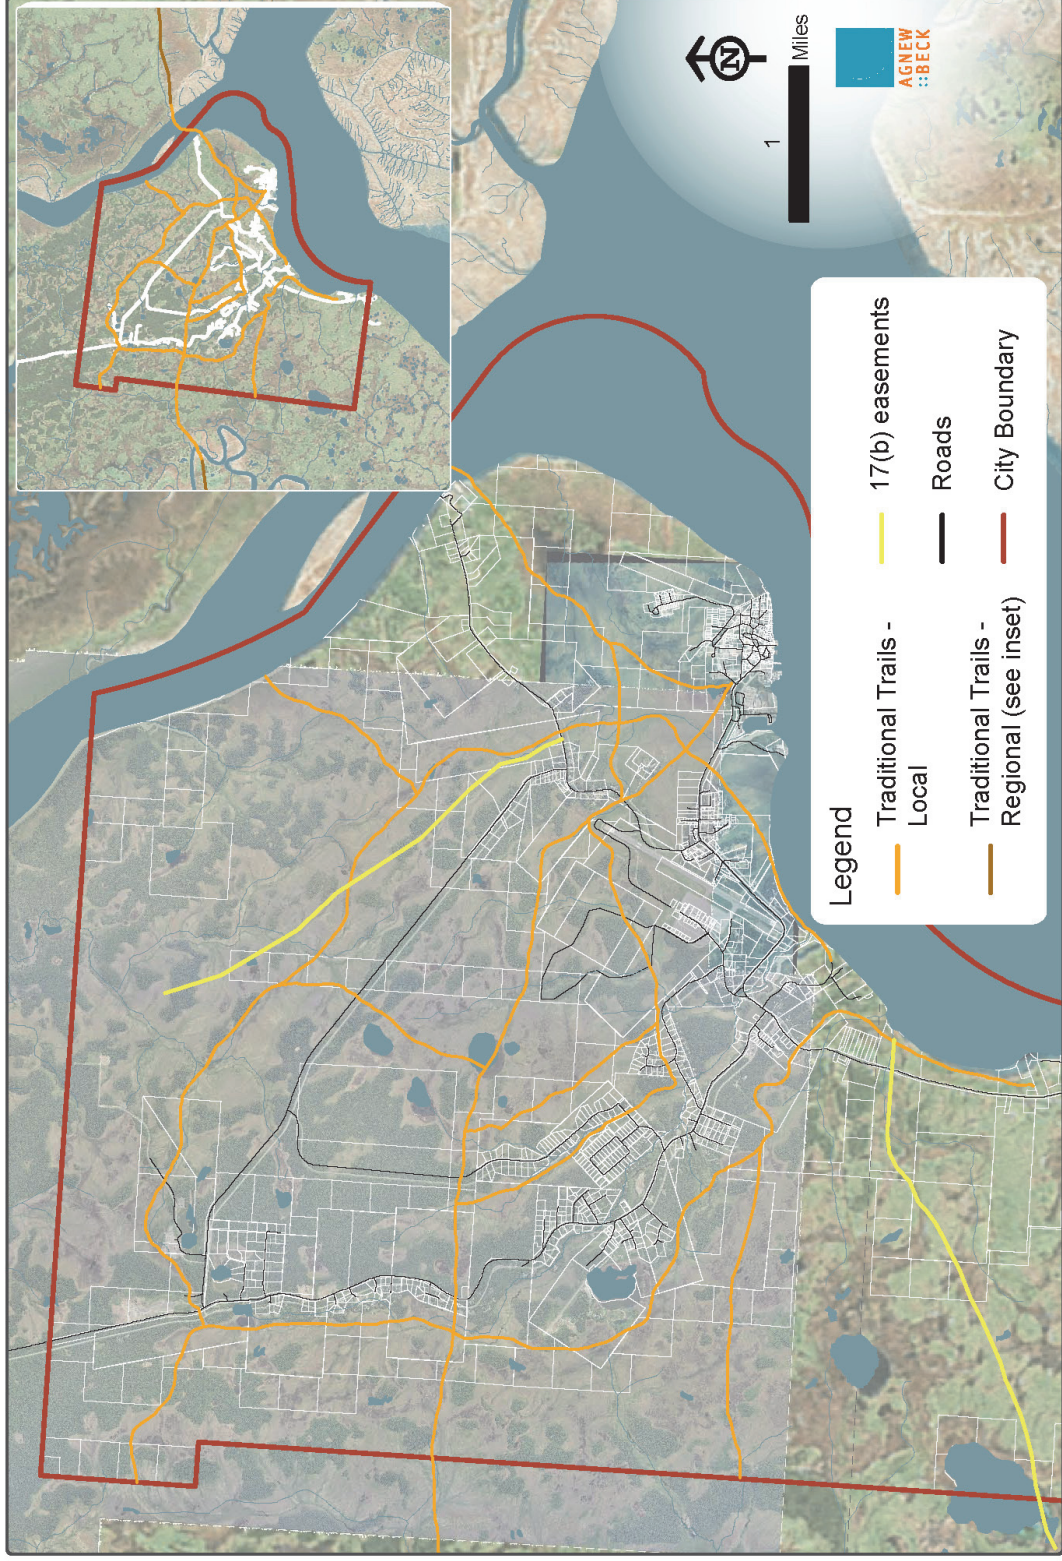 N
1
Miles
AGNEW
::BECK
Legend
Traditional Trails -
Local
Traditional Trails -
Regional (see inset)
17(b) easements
Roads
City Boundary